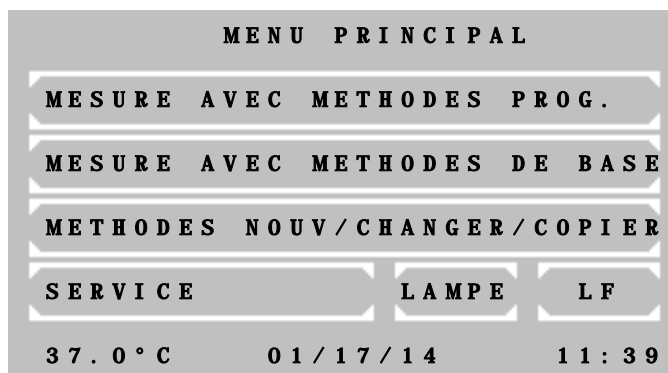 MENU PRINCIPAL
MESURE AVEC METHODES PROG.
MESURE AVEC METHODES DE BASE
METHODES NOUV/CHANGER/COPIER
SERVICE LAMPE LF
37.0°C 01/17/14 11:39